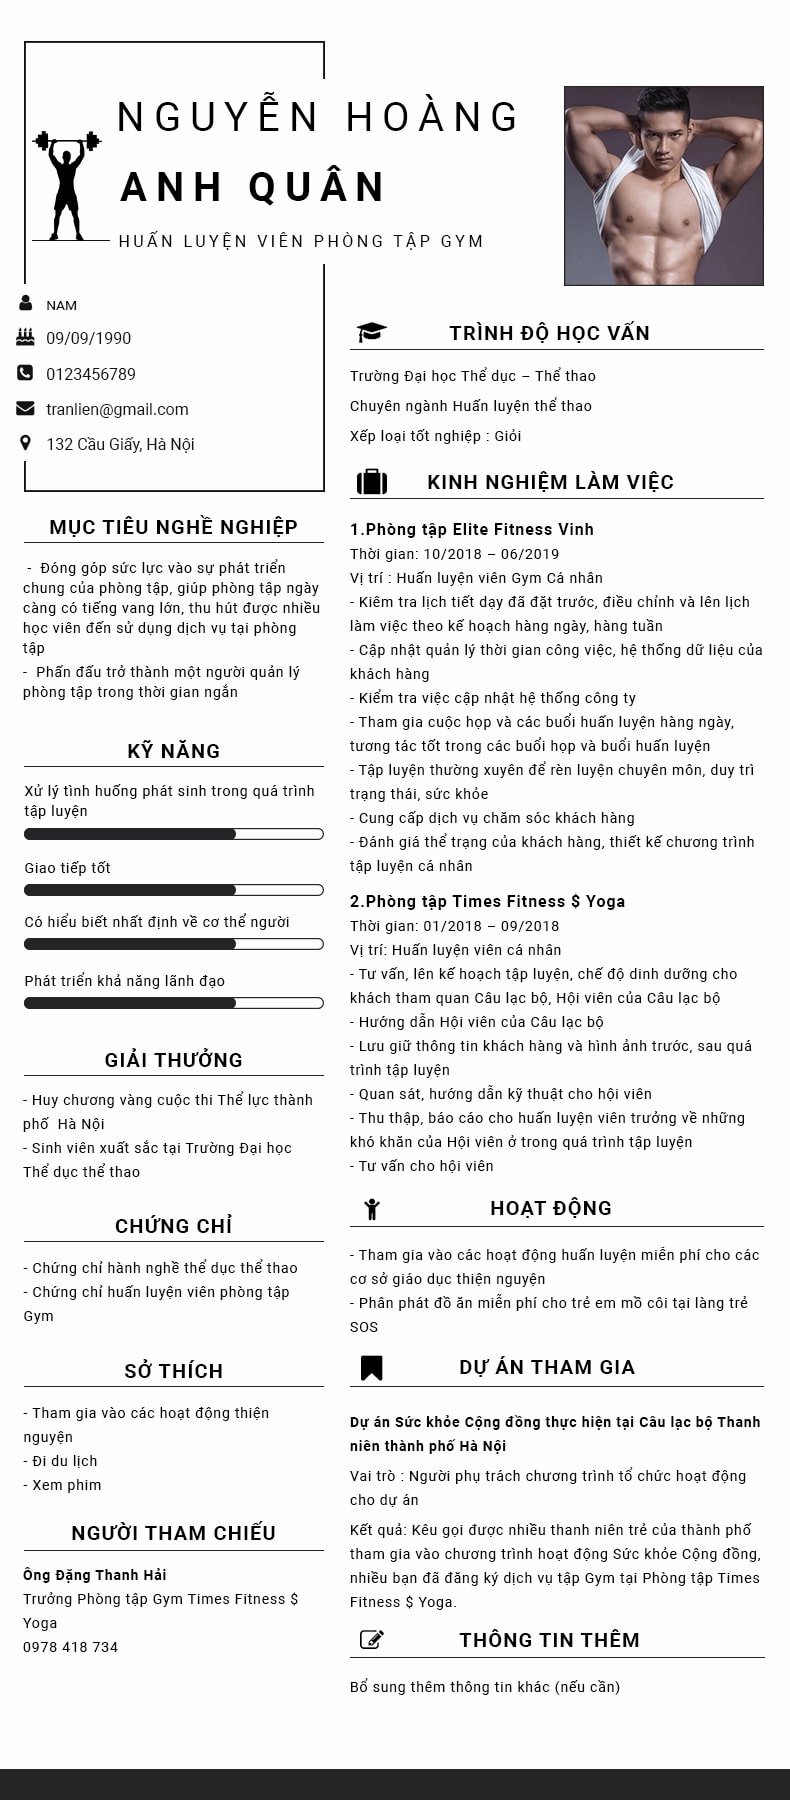 NGUYỄN HOÀNG
ANH QUÂN
HUẤN LUYỆN VIÊN PHÒNG TẬP GYM
NAM
09/09/1990
0123456789
tranlien@gmail.com
132 Cầu Giấy, Hà Nội
MỤC TIÊU NGHỀ NGHIỆP
- Đóng góp sức lực vào sự phát triển
chung của phòng tập, giúp phòng tập ngày
càng có tiếng vang lớn, thu hút được nhiều
học viên đến sử dụng dịch vụ tại phòng
tập
- Phấn đấu trở thành một người quản lý
phòng tập trong thời gian ngắn
KỸ NĂNG
Xử lý tình huống phát sinh trong quá trình
tập luyện
Giao tiếp tốt
Có hiểu biết nhất định về cơ thể người
Phát triển khả năng lãnh đạo
GIẢI THƯỞNG
- Huy chương vàng cuộc thi Thể lực thành
phố Hà Nội
- Sinh viên xuất sắc tại Trường Đại học
Thể dục thể thao
CHỨNG CHỈ
- Chứng chỉ hành nghề thể dục thể thao
- Chứng chỉ huấn luyện viên phòng tập
Gym
SỞ THÍCH
- Tham gia vào các hoạt động thiện
nguyện
- Đi du lịch
- Xem phim
NGƯỜI THAM CHIẾU
Ông Đặng Thanh Hải
Trưởng Phòng tập Gym Times Fitness $
Yoga
0978 418 734
TRÌNH ĐỘ HỌC VẤN
Trường Đại học Thể dục – Thể thao
Chuyên ngành Huấn luyện thể thao
Xếp loại tốt nghiệp : Giỏi
KINH NGHIỆM LÀM VIỆC
1.Phòng tập Elite Fitness Vinh
Thời gian: 10/2018 – 06/2019
Vị trí : Huấn luyện viên Gym Cá nhân
- Kiêm tra lịch tiết dạy đã đặt trước, điều chỉnh và lên lịch
làm việc theo kế hoạch hàng ngày, hàng tuần
- Cập nhật quản lý thời gian công việc, hệ thống dữ liệu của
khách hàng
- Kiểm tra việc cập nhật hệ thống công ty
- Tham gia cuộc họp và các buổi huấn luyện hàng ngày,
tương tác tốt trong các buổi họp và buổi huấn luyện
- Tập luyện thường xuyên để rèn luyện chuyên môn, duy trì
trạng thái, sức khỏe
- Cung cấp dịch vụ chăm sóc khách hàng
- Đánh giá thể trạng của khách hàng, thiết kế chương trình
tập luyện cá nhân
2.Phòng tập Times Fitness $ Yoga
Thời gian: 01/2018 – 09/2018
Vị trí: Huấn luyện viên cá nhân
- Tư vấn, lên kế hoạch tập luyện, chế độ dinh dưỡng cho
khách tham quan Câu lạc bộ, Hội viên của Câu lạc bộ
- Hướng dẫn Hội viên của Câu lạc bộ
- Lưu giữ thông tin khách hàng và hình ảnh trước, sau quá
trình tập luyện
- Quan sát, hướng dẫn kỹ thuật cho hội viên
- Thu thập, báo cáo cho huấn luyện viên trưởng về những
khó khăn của Hội viên ở trong quá trình tập luyện
- Tư vấn cho hội viên
HOẠT ĐỘNG
- Tham gia vào các hoạt động huấn luyện miễn phí cho các
cơ sở giáo dục thiện nguyện
- Phân phát đồ ăn miễn phí cho trẻ em mồ côi tại làng trẻ
SOS
DỰ ÁN THAM GIA
Dự án Sức khỏe Cộng đồng thực hiện tại Câu lạc bộ Thanh
niên thành phố Hà Nội
Vai trò : Người phụ trách chương trình tổ chức hoạt động
cho dự án
Kết quả: Kêu gọi được nhiều thanh niên trẻ của thành phố
tham gia vào chương trình hoạt động Sức khỏe Cộng đồng,
nhiều bạn đã đăng ký dịch vụ tập Gym tại Phòng tập Times
Fitness $ Yoga.
THÔNG TIN THÊM
Bổ sung thêm thông tin khác (nếu cần)